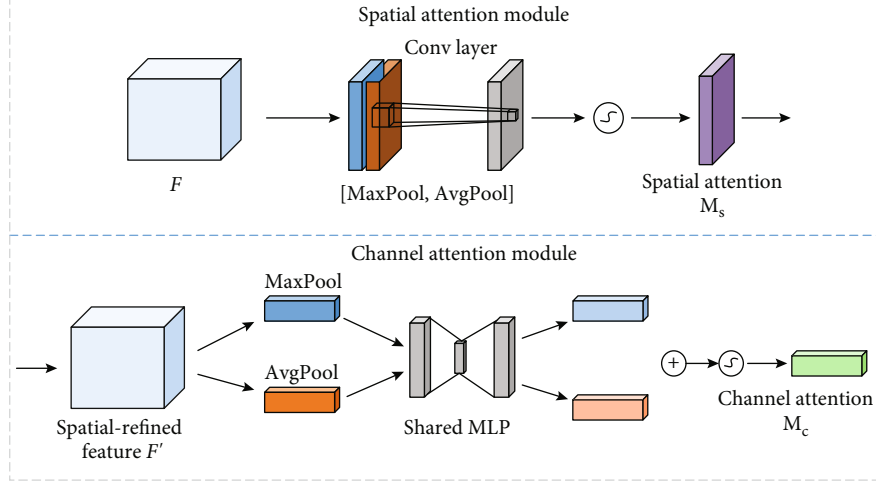 Spatial attention module
Conv layer
F
[MaxPool, AvgPool]
Spatial attention
Ms
Channel attention module
MaxPool
AvgPool
Spatial-refined
feature F'
Shared MLP
+
Channel attention
Mc